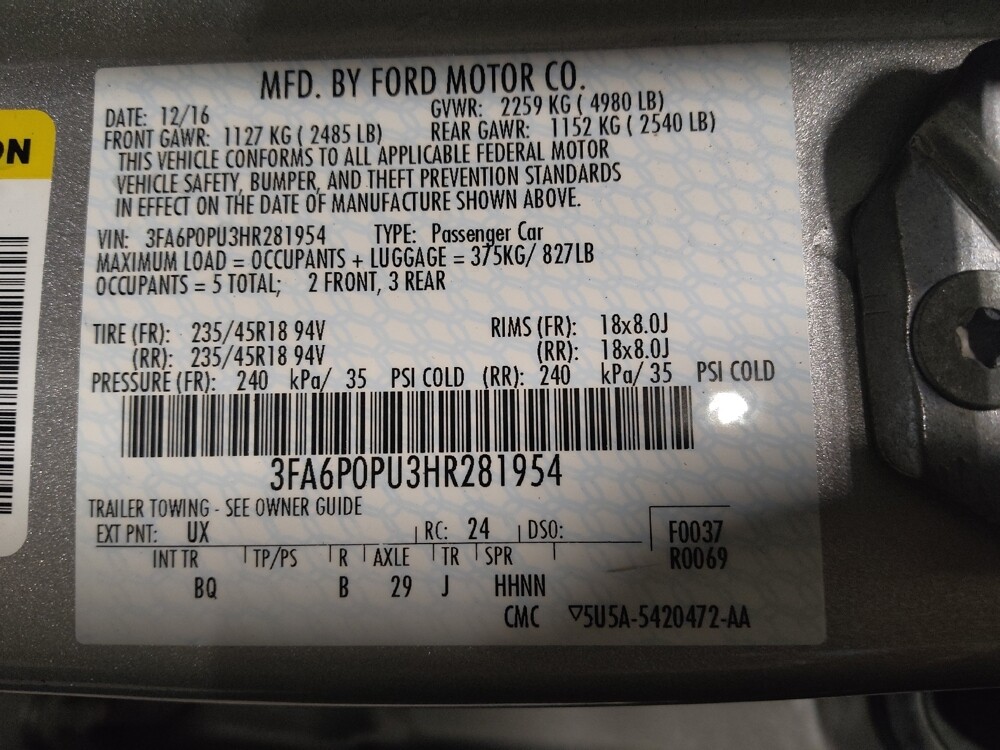 MFD. BY FORD MOTOR CO.
DATE: 12/16 GVWR: 2259 KG ( 4980 LB)
FRONT GAWR: 1127 KG ( 2485 LB) REAR GAWR: 1152 KG ( 2540 LB)
THIS VEHICLE CONFORMS TO ALL APPLICABLE FEDERAL MOTOR
VEHICLE SAFETY, BUMPER, AND THEFT PREVENTION STANDARDS
IN EFFECT ON THE DATE OF MANUFACTURE SHOWN ABOVE.
VIN: 3FA6P0PU3HR281954 TYPE: Passenger Car
MAXIMUM LOAD = OCCUPANTS + LUGGAGE = 375KG/ 827LB
OCCUPANTS = 5 TOTAL; 2 FRONT, 3 REAR
TIRE (FR): 235/45R18 94V RIMS (FR): 18x8.0J
(RR): 235/45R18 94V (RR): 18x8.0J
PRESSURE (FR): 240 kPa/ 35 PSI COLD (RR): 240 kPa/ 35 PSI COLD
3FA6P0PU3HR281954
TRAILER TOWING - SEE OWNER GUIDE
EXT PNT: UX RC: 24 DSO: F0037
R0069
INT TR TP/PS R AXLE TR SPR
BQ B 29 J HHNN
CMC ▽5U5A-5420472-AA
ON